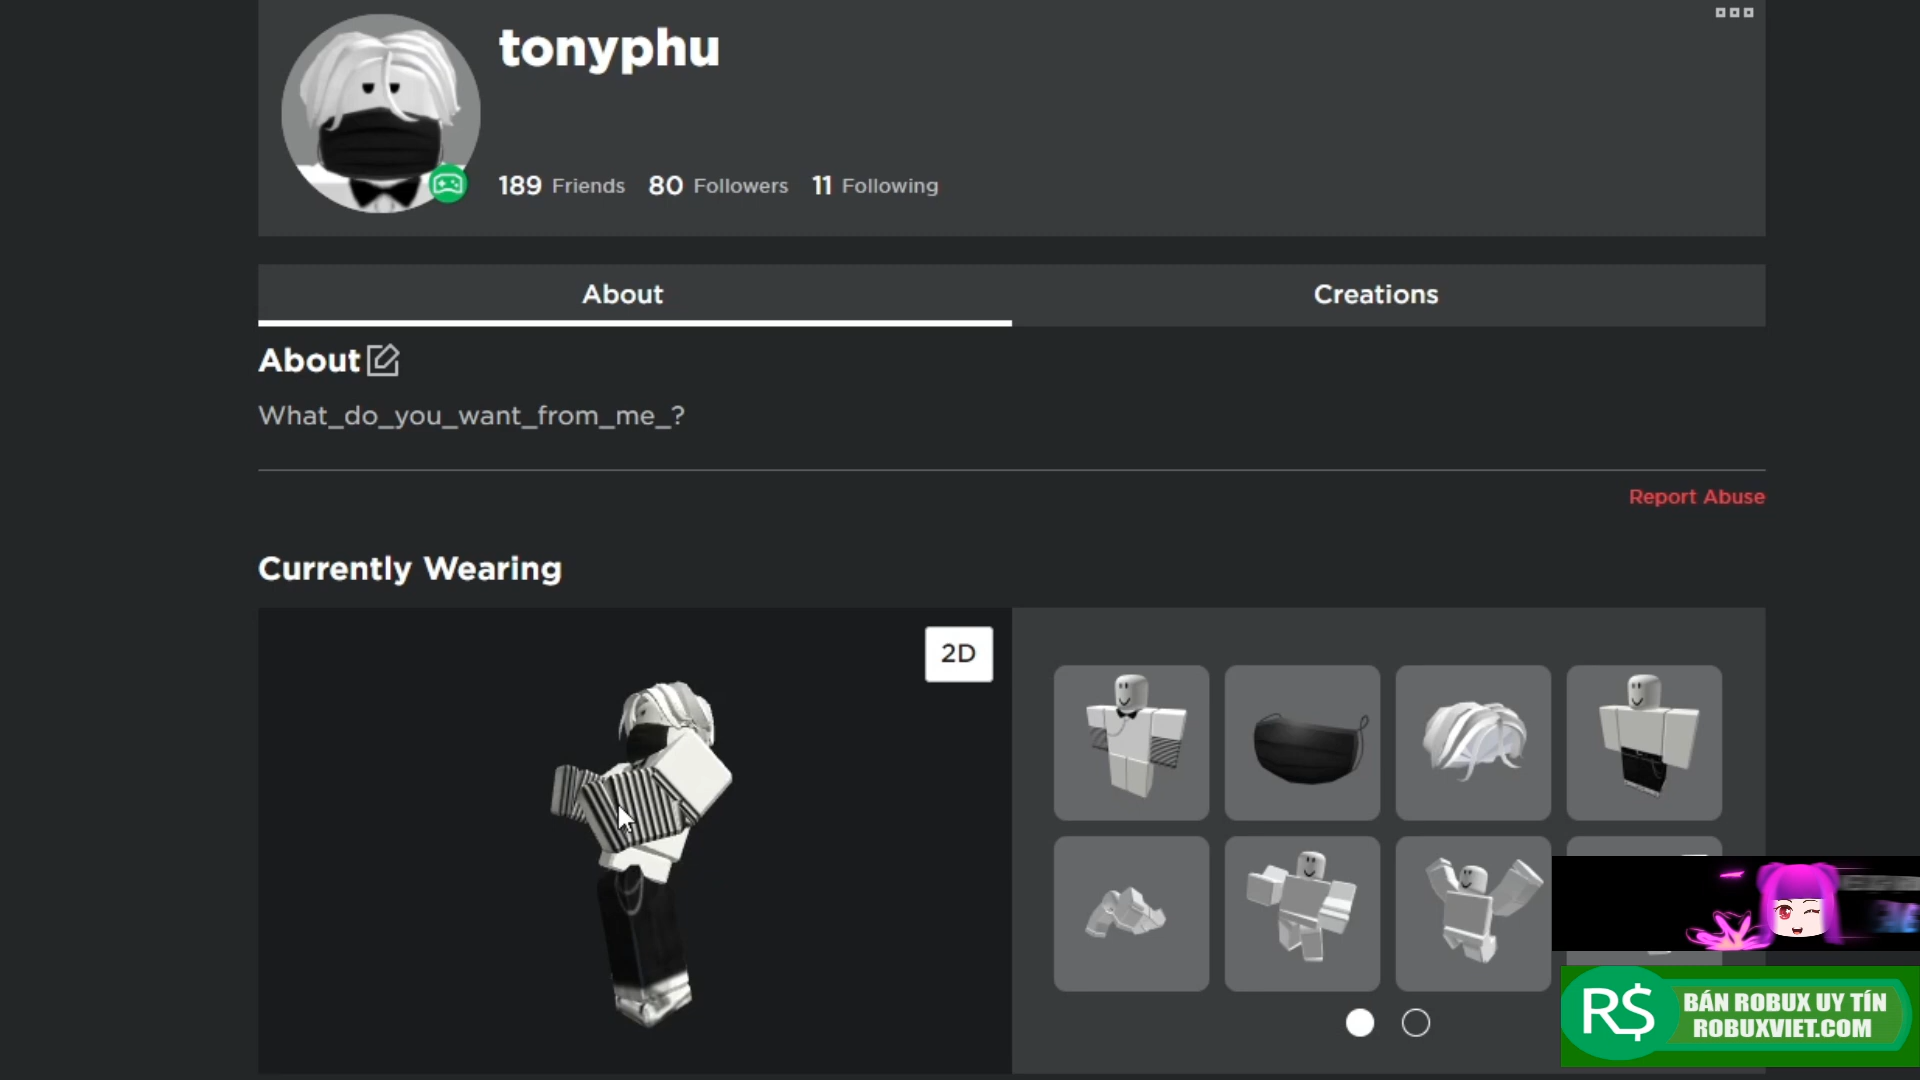 tonyphu
189 Friends 80 Followers 11 Following
About
Creations
About
What_do_you_want_from_me_?
Report Abuse
Currently Wearing
2D
R$ BÁN ROBUX UY TÍN
ROBUXVIET.COM